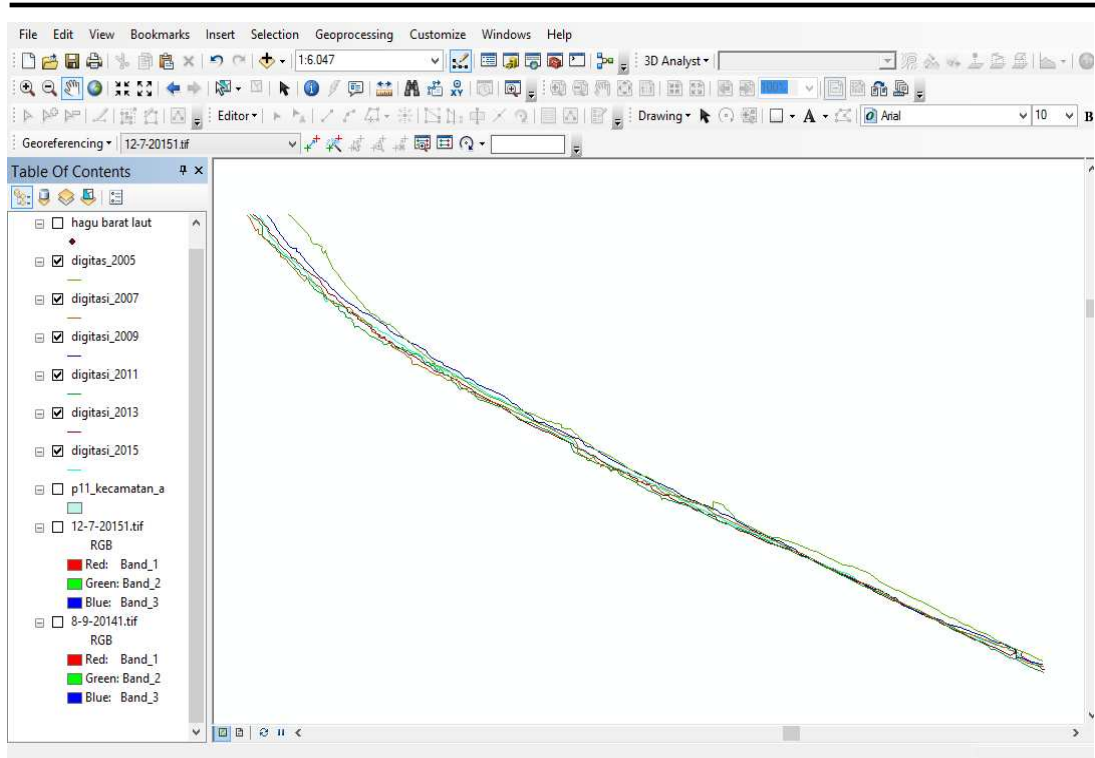 File Edit View Bookmarks Insert Selection Geoprocessing Customize Windows Help
1:6.047 3D Analyst
100%
Editor Drawing A Arial 10 B
Georeferencing 12-7-20151.tif
Table Of Contents
hagu barat laut
digitas_2005
digitasi_2007
digitasi_2009
digitasi_2011
digitasi_2013
digitasi_2015
p11_kecamatan_a
12-7-20151.tif
RGB
Red: Band_1
Green: Band_2
Blue: Band_3
8-9-20141.tif
RGB
Red: Band_1
Green: Band_2
Blue: Band_3